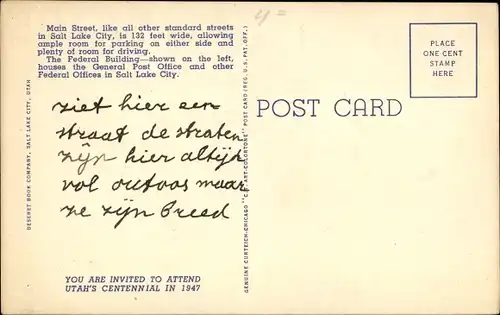 Main Street, like all other standard streets
in Salt Lake City, is 132 feet wide, allowing
ample room for parking on either side and
plenty of room for driving.
The Federal Building—shown on the left,
houses the General Post Office and other
Federal Offices in Salt Lake City.
ziet hier een
straat de straten
zijn hier altijd
vol outoos maar
ze zijn breed
YOU ARE INVITED TO ATTEND
UTAH'S CENTENNIAL IN 1947
DESERET BOOK COMPANY, SALT LAKE CITY, UTAH
GENUINE CURTEICH-CHICAGO "C.T. ART-COLORTONE" POST CARD (REG. U.S. PAT. OFF.)
4=
POST CARD
PLACE
ONE CENT
STAMP
HERE